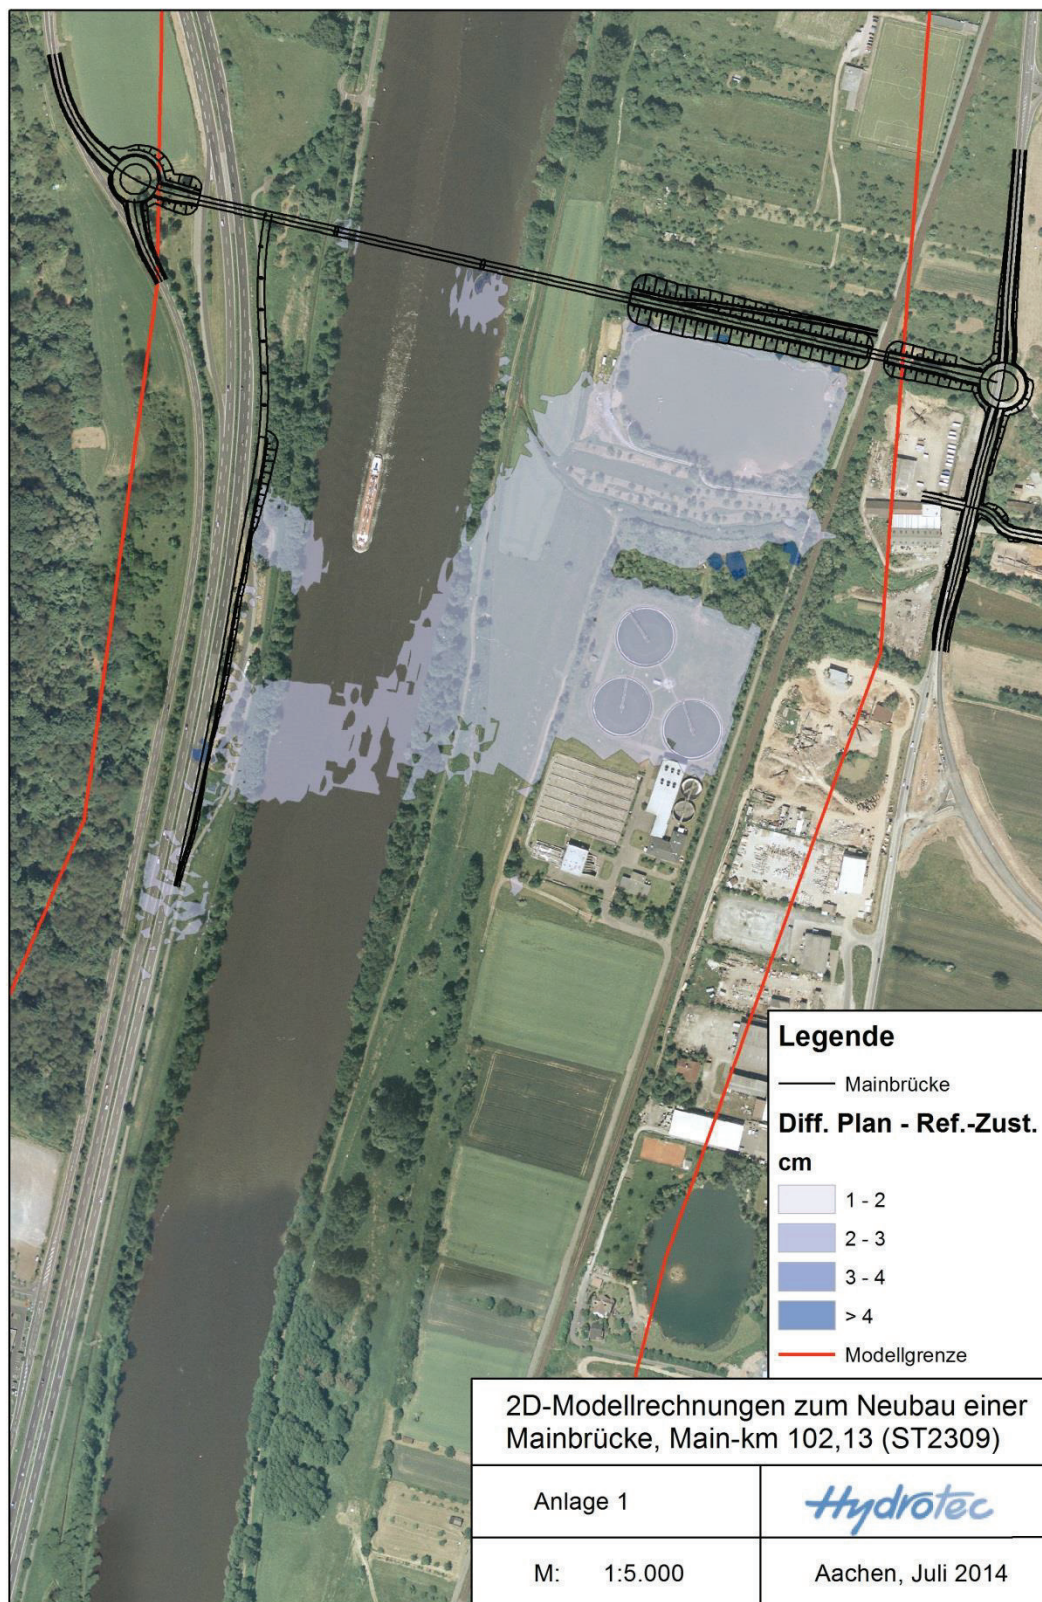 Legende
Mainbrücke
Diff. Plan - Ref.-Zust.
cm
1 - 2
2 - 3
3 - 4
> 4
Modellgrenze
2D-Modellrechnungen zum Neubau einer
Mainbrücke, Main-km 102,13 (ST2309)
Anlage 1
Hydrotec
M: 1:5.000
Aachen, Juli 2014